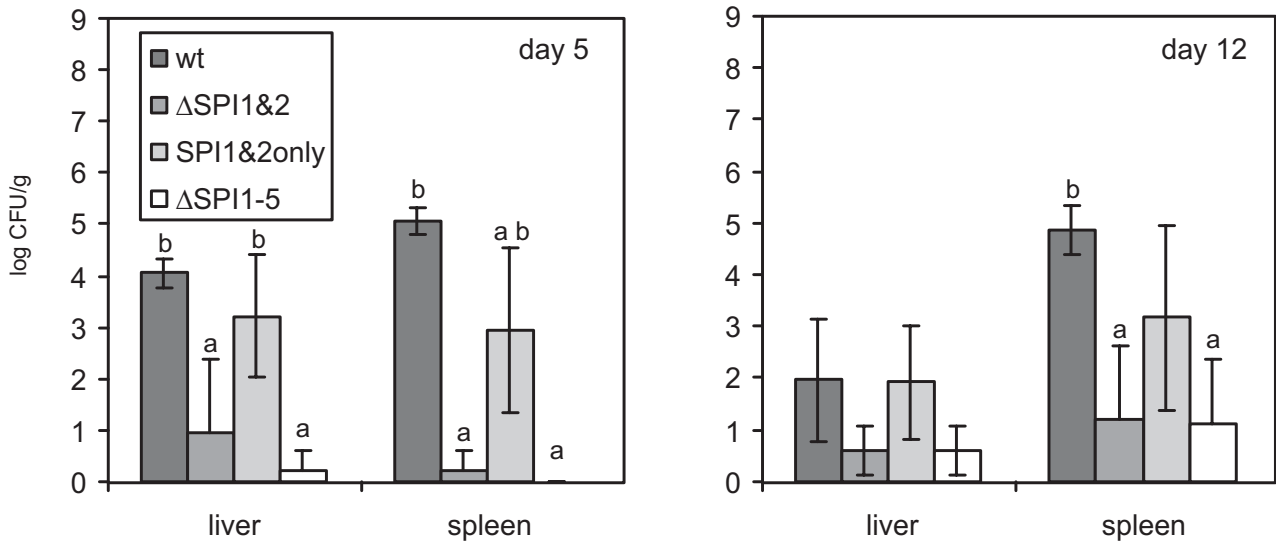 log CFU/g
9
8
7
6
5
4
3
2
1
0
wt
ΔSPI1&2
SPI1&2only
ΔSPI1-5
day 5
b
a
b
a
b
a
a b
a
liver
spleen
9
8
7
6
5
4
3
2
1
0
day 12
b
a
a
liver
spleen